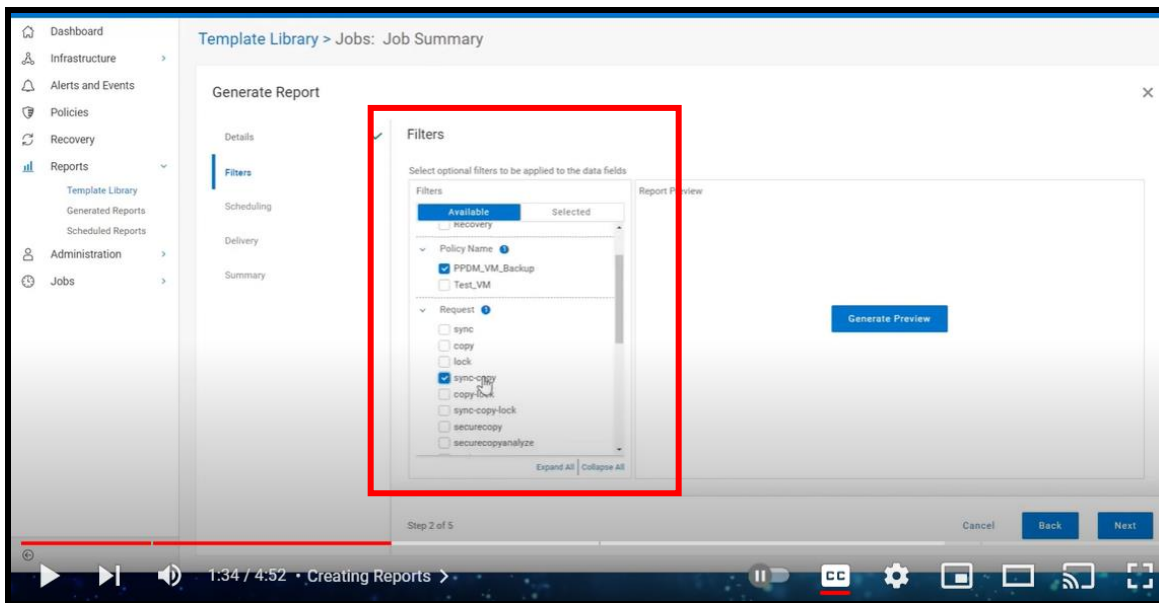 Dashboard
Infrastructure
Alerts and Events
Policies
Recovery
Reports
Template Library
Generated Reports
Scheduled Reports
Administration
Jobs
Template Library > Jobs: Job Summary
Generate Report
Details
Filters
Scheduling
Delivery
Summary
Filters
Select optional filters to be applied to the data fields
Filters
Available Selected
Recovery
Policy Name 1
PPDM_VM_Backup
Test_VM
Request 1
sync
copy
lock
sync-copy
copy-lock
sync-copy-lock
securecopy
securecopyanalyze
Expand All | Collapse All
Report Preview
Generate Preview
Step 2 of 5
Cancel Back Next
1:34 / 4:52 • Creating Reports >
CC